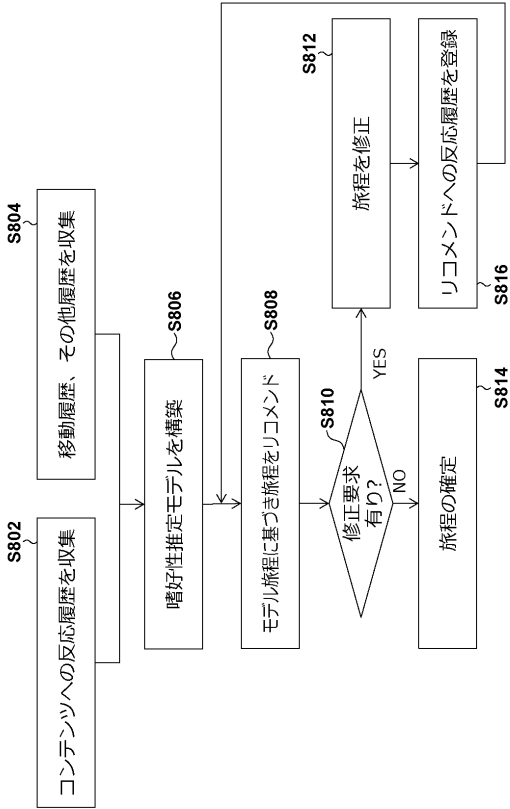 S802
コンテンツへの反応履歴を収集
S804
移動履歴、その他履歴を収集
S806
嗜好性推定モデルを構築
S808
モデル旅程に基づき旅程をリコメンド
S810
修正要求
有り?
YES
NO
S812
旅程を修正
S814
旅程の確定
S816
リコメンドへの反応履歴を登録